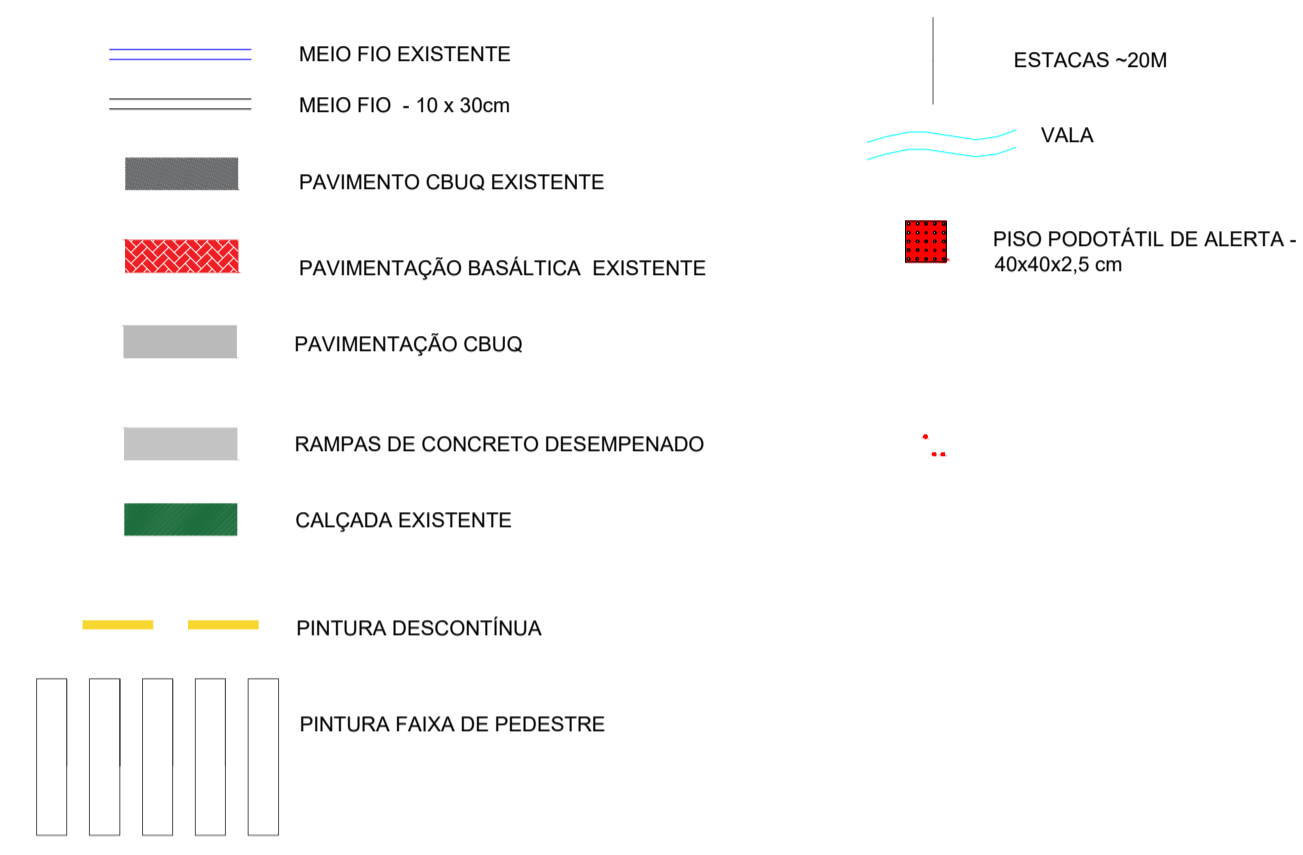 MEIO FIO EXISTENTE
MEIO FIO - 10 x 30cm
PAVIMENTO CBUQ EXISTENTE
PAVIMENTAÇÃO BASÁLTICA EXISTENTE
PAVIMENTAÇÃO CBUQ
RAMPAS DE CONCRETO DESEMPENADO
CALÇADA EXISTENTE
PINTURA DESCONTÍNUA
PINTURA FAIXA DE PEDESTRE
ESTACAS ~20M
VALA
PISO PODOTÁTIL DE ALERTA -
40x40x2,5 cm